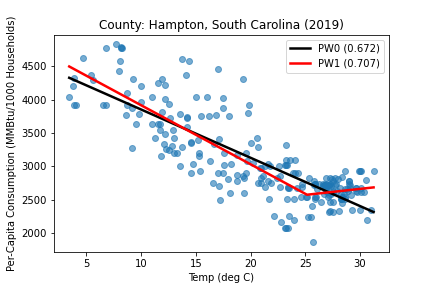 County: Hampton, South Carolina (2019)
PW0 (0.672)
PW1 (0.707)
Per-Capita Consumption (MMBtu/1000 Households)
4500
4000
3500
3000
2500
2000
5 10 15 20 25 30
Temp (deg C)